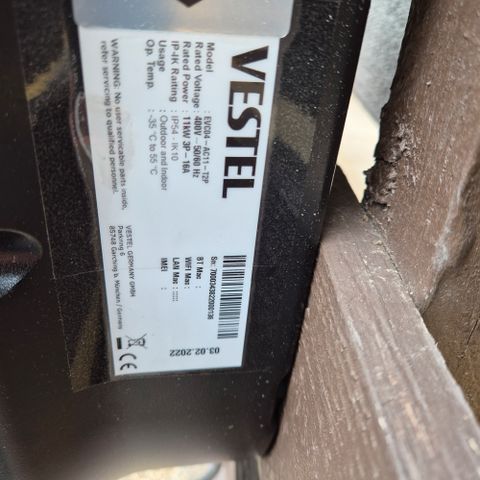 VESTEL
Model : EVC04-AC11-T2P
Rated Voltage : 400V~50/60 Hz
Rated Power : 11kW 3P-16A
IP-IK Raiting : IP54 - IK10
Usage : Outdoor and Indoor
Op. Temp. : -35 °C to 55 °C
WARNING: No user serviceable parts inside,
refer servicing to qualified personnel.
Sn:
BT Mac :
WIFI Mac :
LAN Mac :
IMEI :
03.02.2022
VESTEL GERMANY GMBH
Parkring 6
85748 Garching b. München / Germany
CE